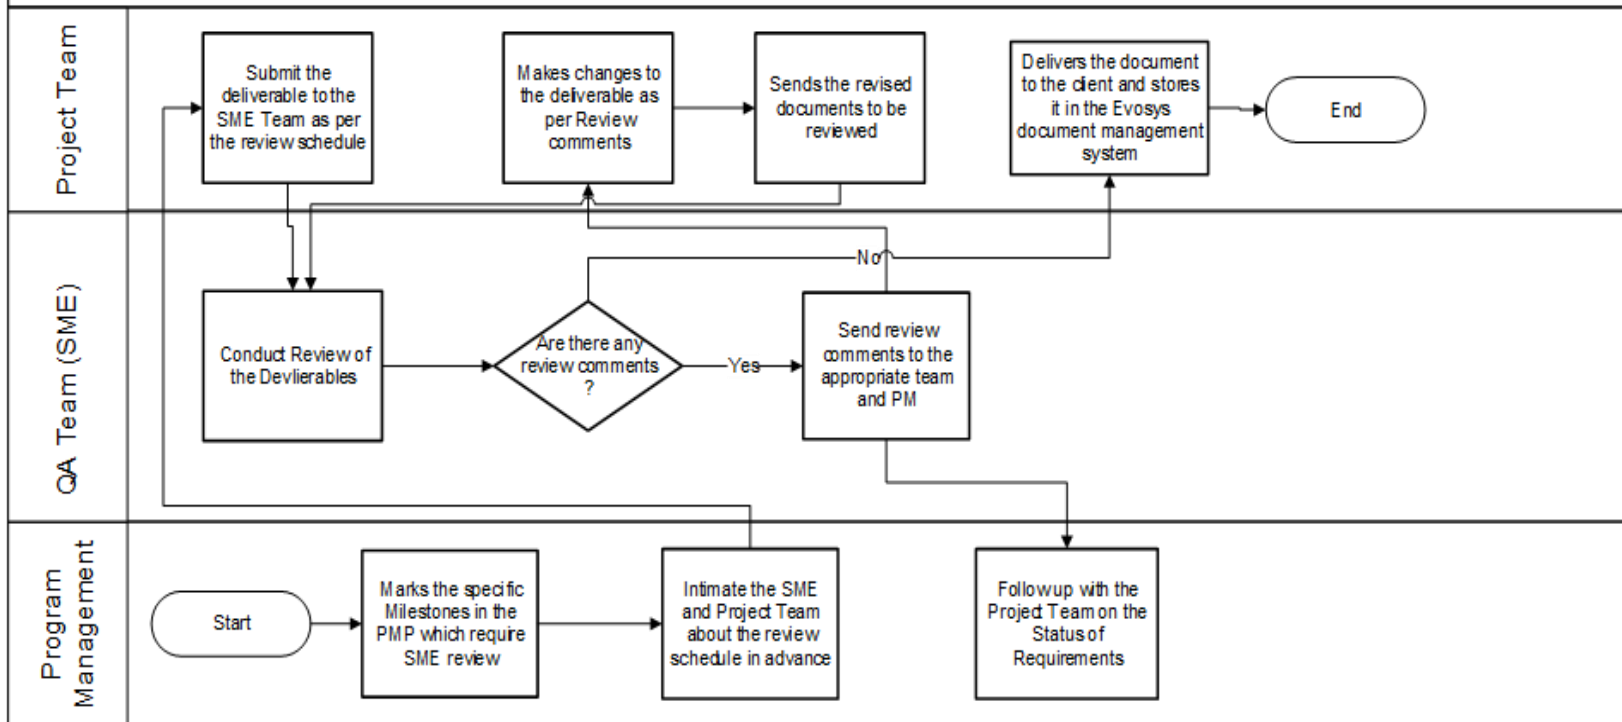 Project Team
Submit the
deliverable to the
SME Team as per
the review schedule
Makes changes to
the deliverable as
per Review
comments
Sends the revised
documents to be
reviewed
Delivers the document
to the client and stores
it in the Evosys
document management
system
End
QA Team (SME)
Conduct Review of
the Devlierables
Are there any
review comments
?
No
Yes
Send review
comments to the
appropriate team
and PM
Program
Management
Start
Marks the specific
Milestones in the
PMP which require
SME review
Intimate the SME
and Project Team
about the review
schedule in advance
Follow up with the
Project Team on the
Status of
Requirements